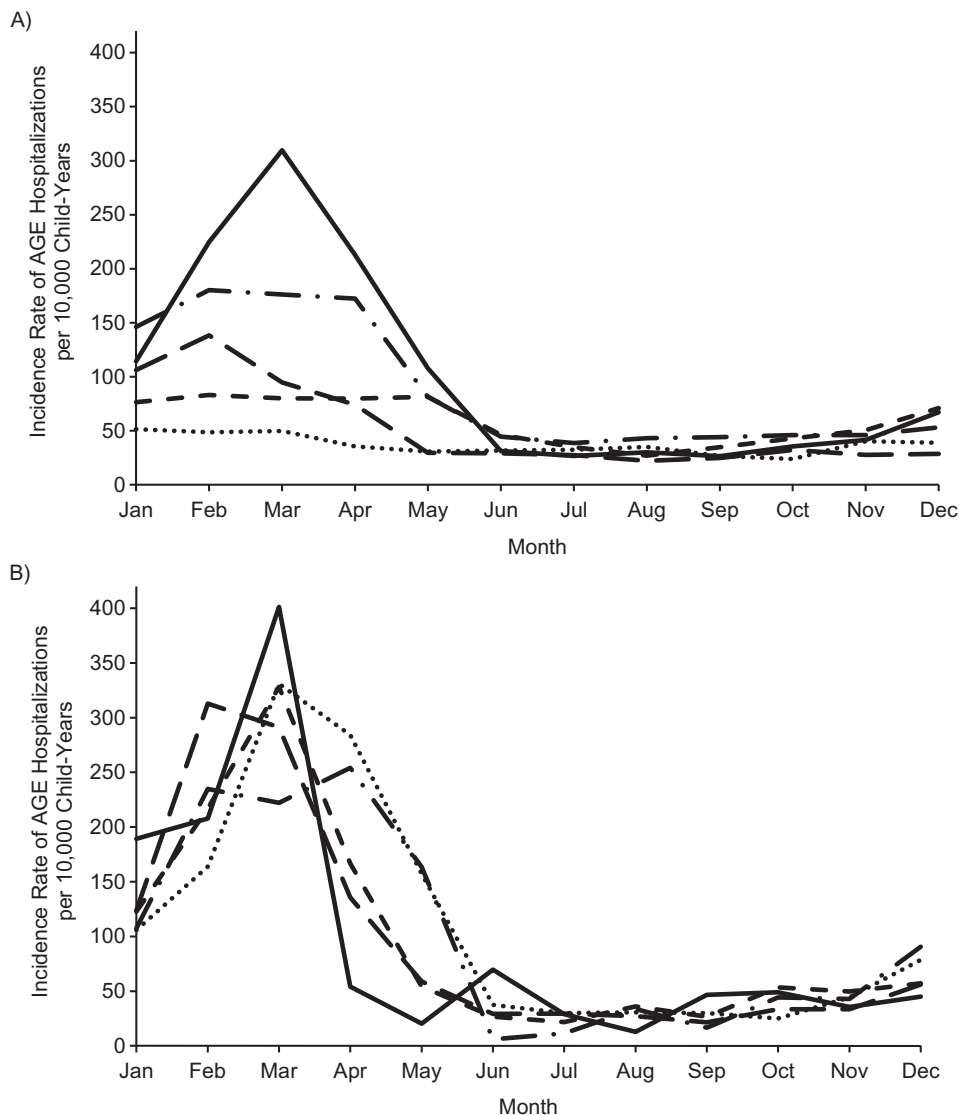 A)
400
350
300
250
200
150
100
50
0
Incidence Rate of AGE Hospitalizations
per 10,000 Child-Years
Jan Feb Mar Apr May Jun Jul Aug Sep Oct Nov Dec
Month
B)
400
350
300
250
200
150
100
50
0
Incidence Rate of AGE Hospitalizations
per 10,000 Child-Years
Jan Feb Mar Apr May Jun Jul Aug Sep Oct Nov Dec
Month